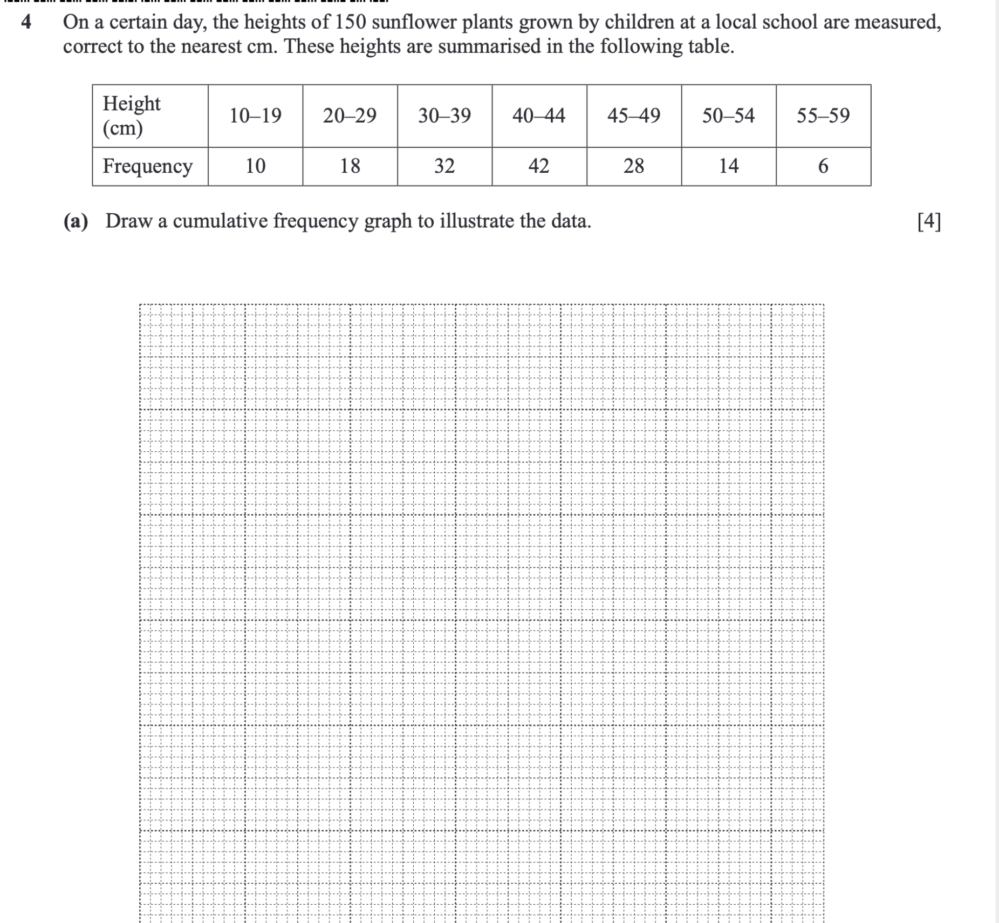 4 On a certain day, the heights of 150 sunflower plants grown by children at a local school are measured,
correct to the nearest cm. These heights are summarised in the following table.
Height
(cm) 10–19 20–29 30–39 40–44 45–49 50–54 55–59
Frequency 10 18 32 42 28 14 6
(a) Draw a cumulative frequency graph to illustrate the data. [4]